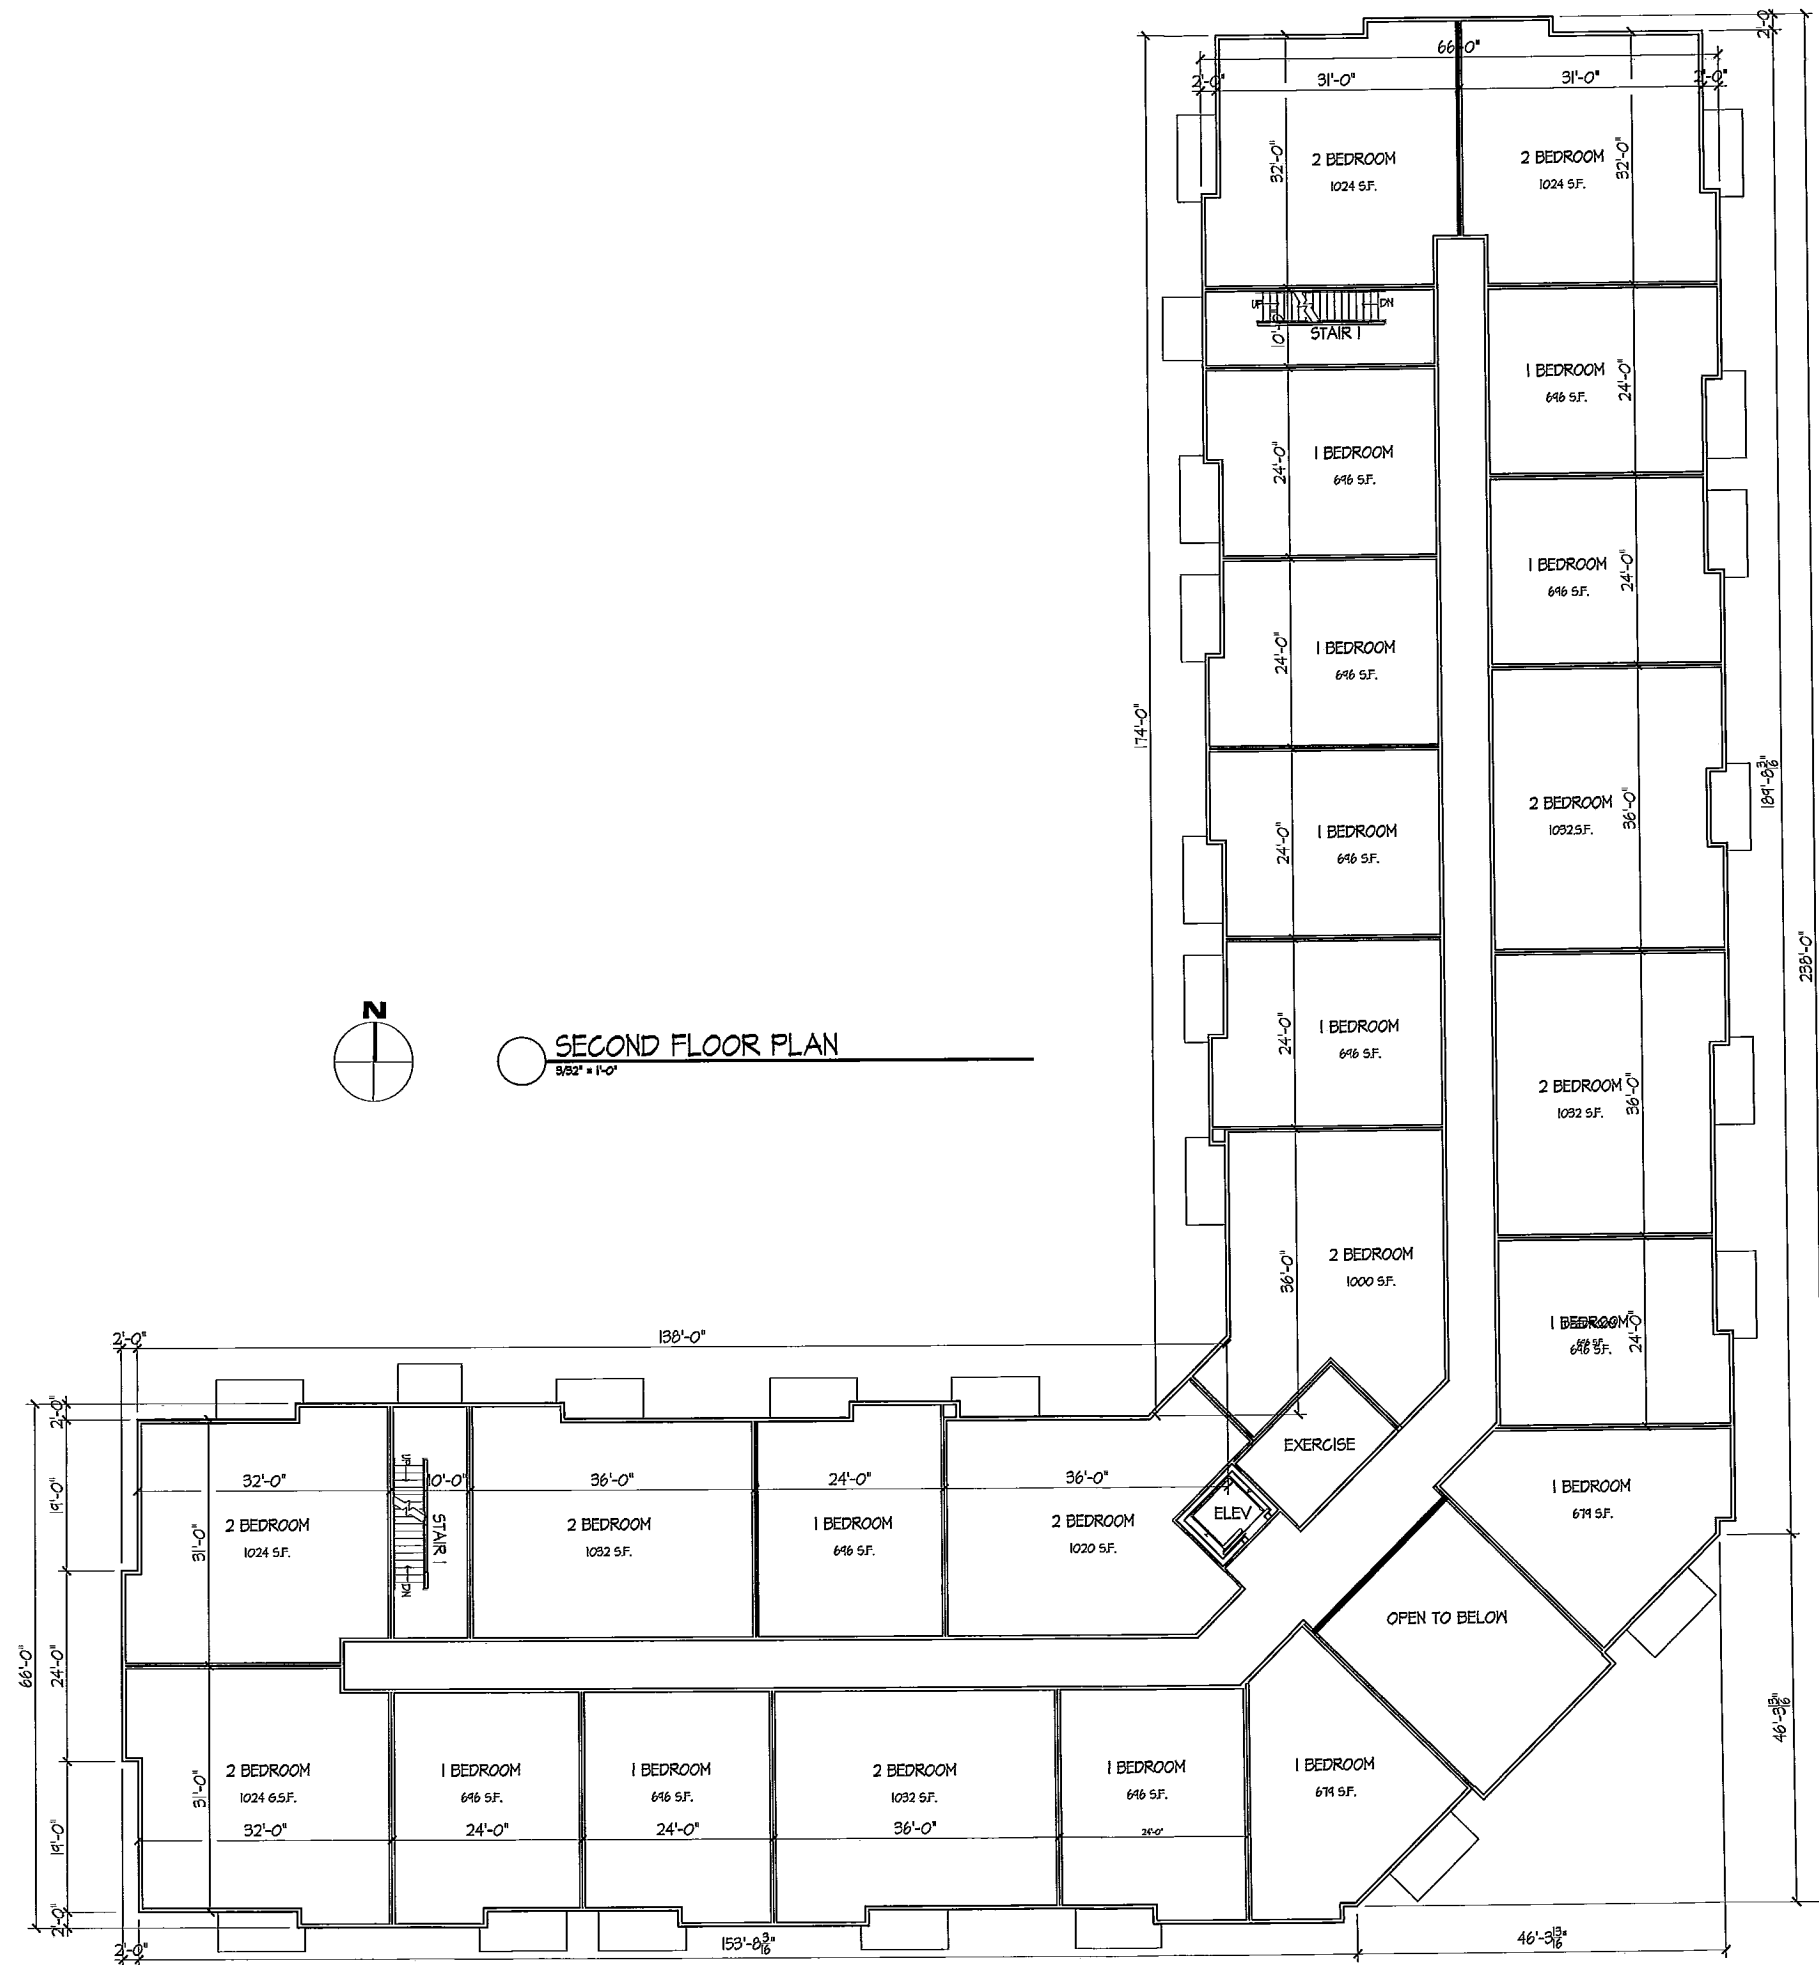 2'-0"
66'-0"
2'-0"
31'-0"
31'-0"
2'-0"
32'-0"
2 BEDROOM
1024 S.F.
2 BEDROOM
1024 S.F.
32'-0"
UP
DN
STAIR 1
10'-0"
1 BEDROOM
696 S.F.
24'-0"
24'-0"
1 BEDROOM
696 S.F.
1 BEDROOM
696 S.F.
24'-0"
24'-0"
1 BEDROOM
696 S.F.
174'-0"
189'-8 3/16"
24'-0"
1 BEDROOM
696 S.F.
2 BEDROOM
1032 S.F.
36'-0"
238'-0"
N
SECOND FLOOR PLAN
3/32" = 1'-0"
24'-0"
1 BEDROOM
696 S.F.
2 BEDROOM
1032 S.F.
36'-0"
36'-0"
2 BEDROOM
1000 S.F.
1 BEDROOM
696 S.F.
24'-0"
2'-0"
138'-0"
2'-0"
EXERCISE
1 BEDROOM
679 S.F.
19'-0"
32'-0"
10'-0"
36'-0"
24'-0"
36'-0"
ELEV
UP
STAIR 1
DN
31'-0"
2 BEDROOM
1024 S.F.
2 BEDROOM
1032 S.F.
1 BEDROOM
696 S.F.
2 BEDROOM
1020 S.F.
OPEN TO BELOW
66'-0"
24'-0"
46'-3 13/16"
31'-0"
2 BEDROOM
1024 G.S.F.
1 BEDROOM
696 S.F.
1 BEDROOM
696 S.F.
2 BEDROOM
1032 S.F.
1 BEDROOM
696 S.F.
1 BEDROOM
679 S.F.
19'-0"
32'-0"
24'-0"
24'-0"
36'-0"
24'-0"
2'-0"
2'-0"
153'-8 3/16"
46'-3 13/16"